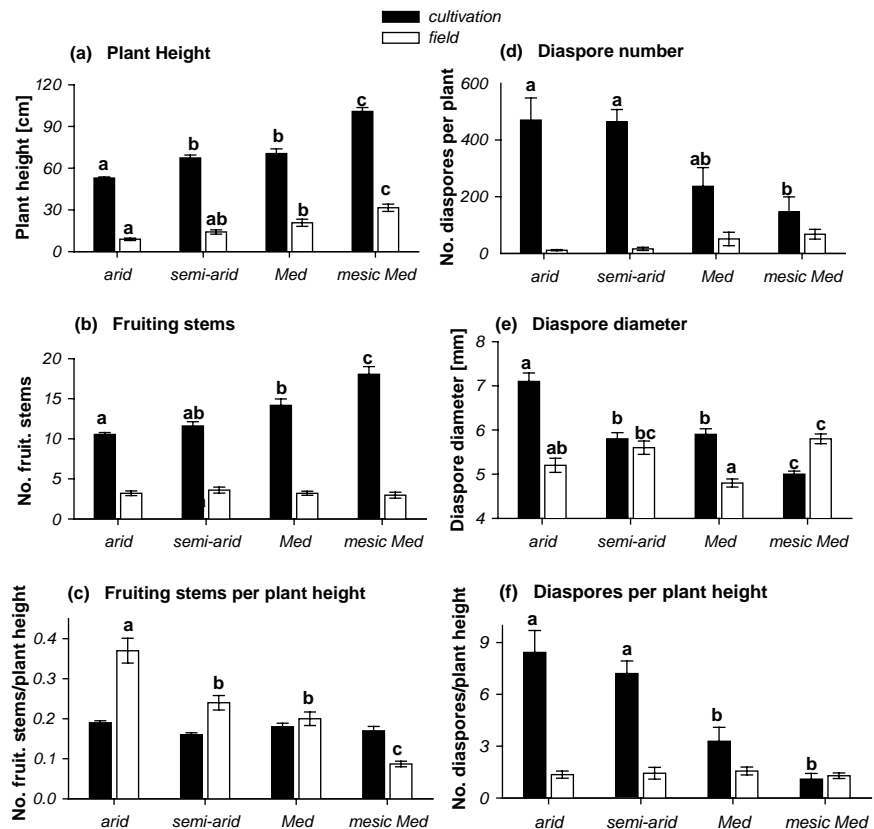 cultivation
field
(a) Plant Height
Plant height [cm]
120
90
60
30
0
a
a
b
ab
b
b
c
c
arid semi-arid Med mesic Med
(d) Diaspore number
No. diaspores per plant
600
400
200
0
a
a
ab
b
arid semi-arid Med mesic Med
(b) Fruiting stems
No. fruit. stems
20
15
10
5
0
a
ab
b
c
arid semi-arid Med mesic Med
(e) Diaspore diameter
Diaspore diameter [mm]
8
7
6
5
4
a
ab
b
bc
b
a
c
c
arid semi-arid Med mesic Med
(c) Fruiting stems per plant height
No. fruit. stems/plant height
0.4
0.3
0.2
0.1
0.0
a
b
b
c
arid semi-arid Med mesic Med
(f) Diaspores per plant height
No. diaspores/plant height
9
6
3
0
a
a
b
b
arid semi-arid Med mesic Med